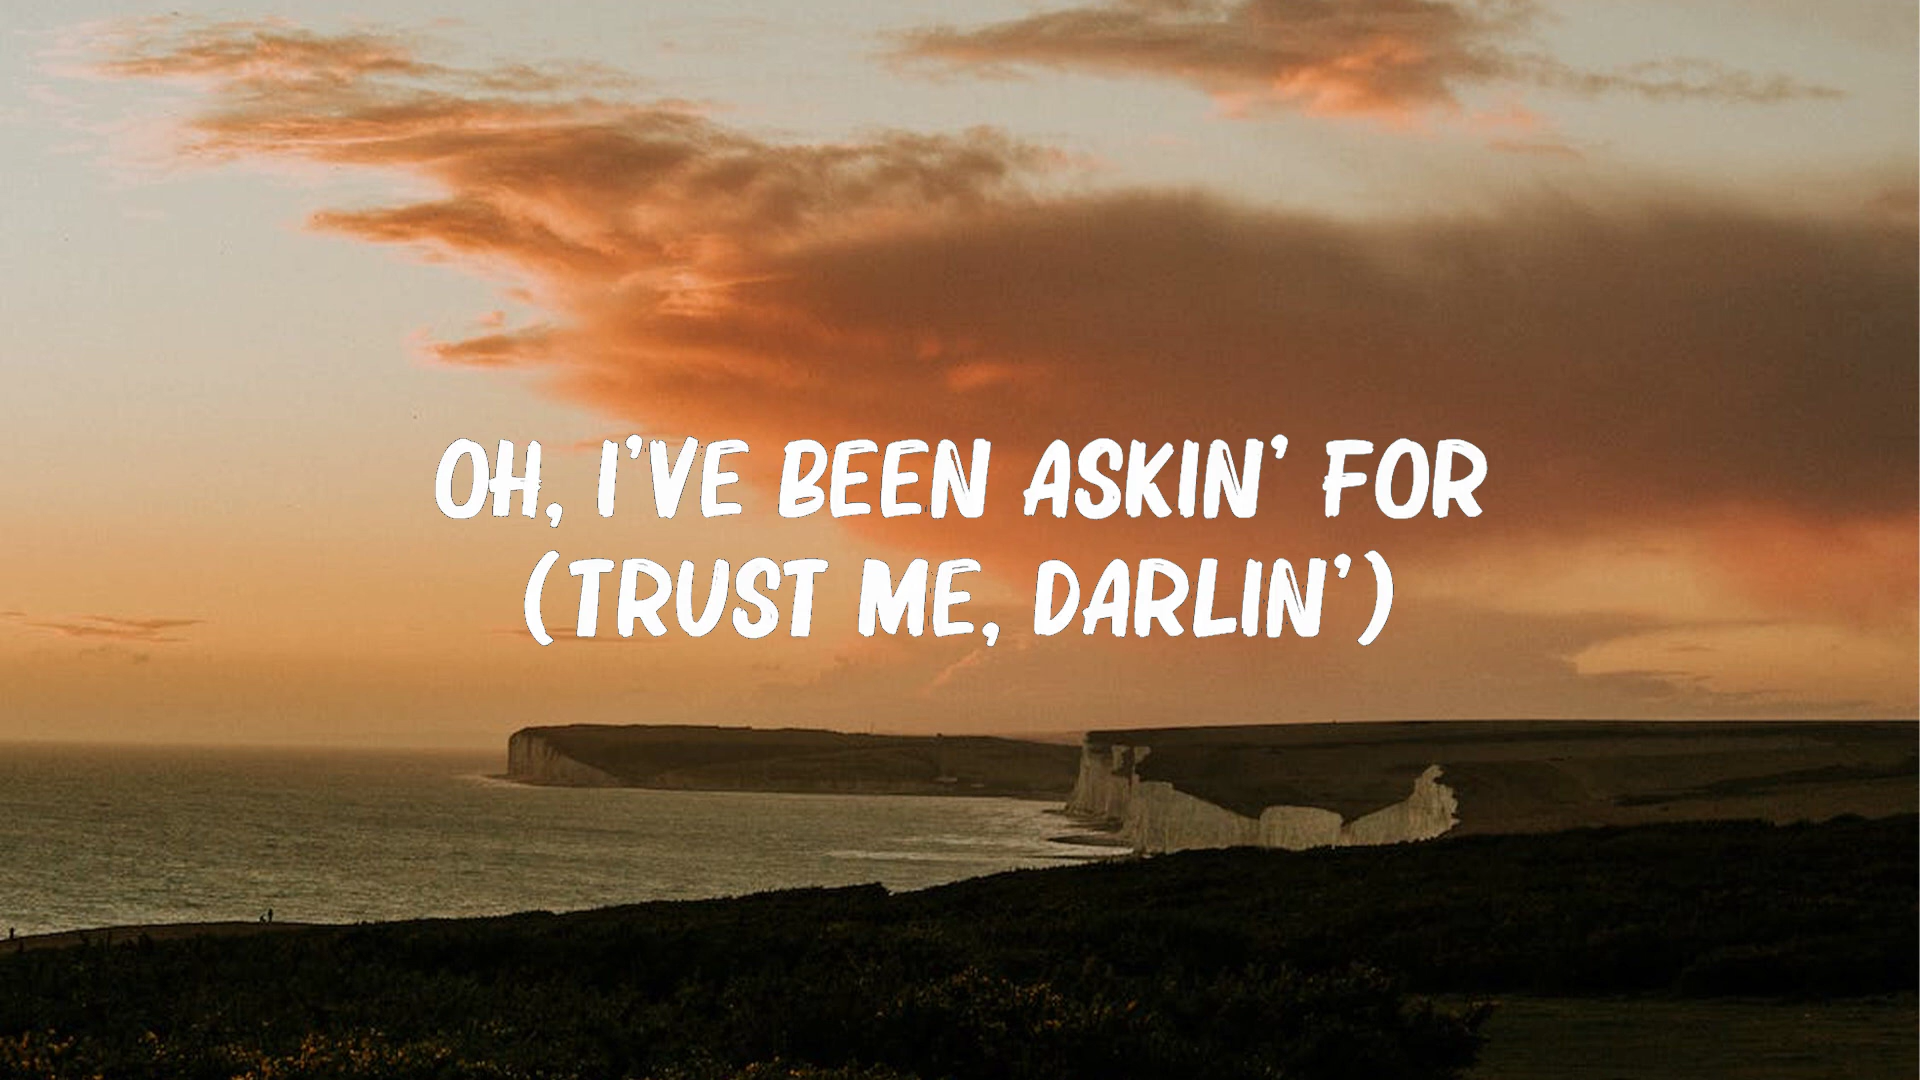 OH, I'VE BEEN ASKIN' FOR
(TRUST ME, DARLIN')